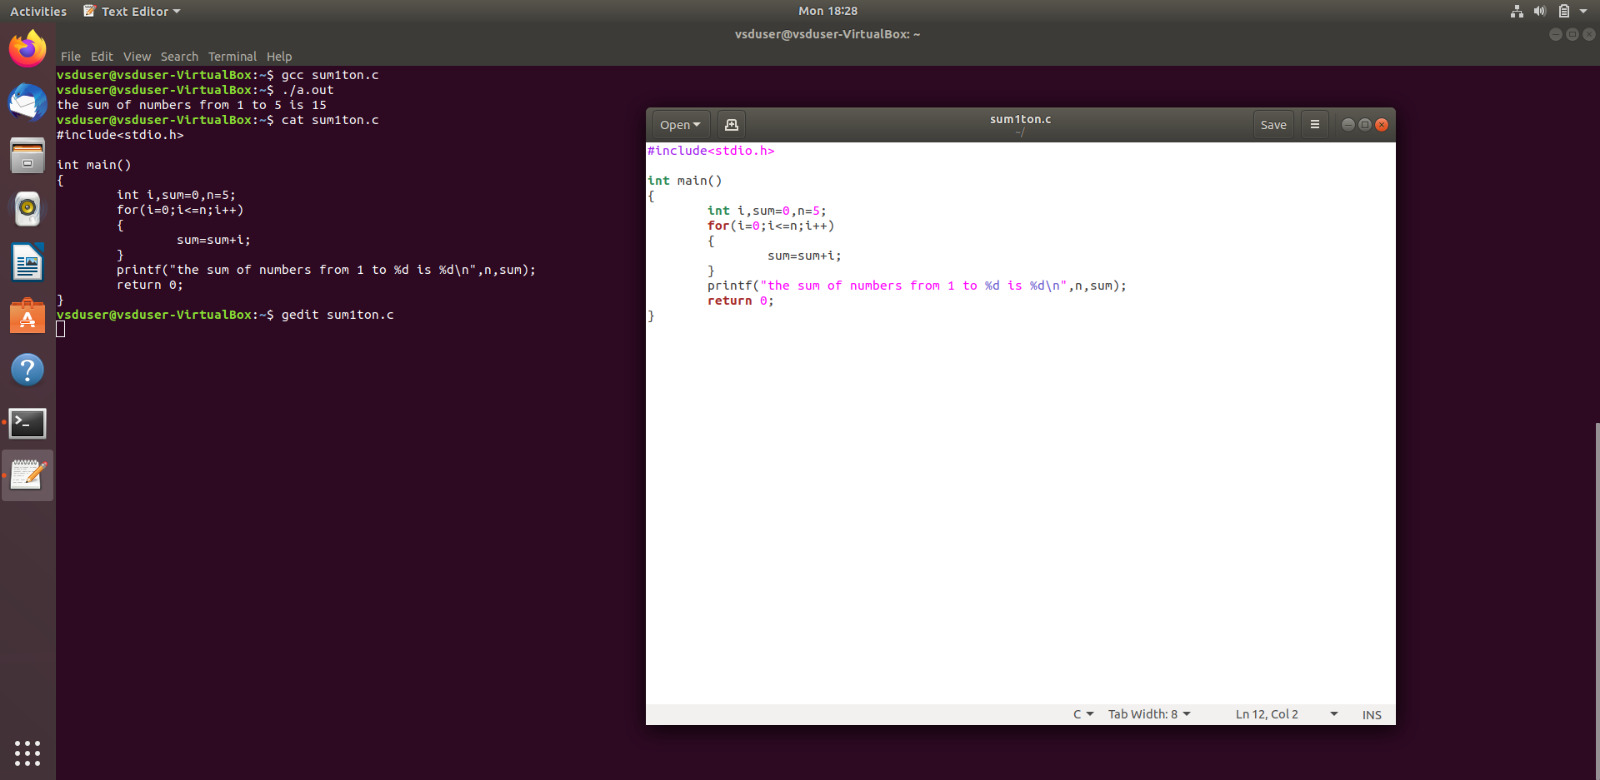 Activities Text Editor Mon 18:28
vsduser@vsduser-VirtualBox: ~
File Edit View Search Terminal Help
vsduser@vsduser-VirtualBox:~$ gcc sum1ton.c
vsduser@vsduser-VirtualBox:~$ ./a.out
the sum of numbers from 1 to 5 is 15
vsduser@vsduser-VirtualBox:~$ cat sum1ton.c
#include<stdio.h>
int main()
{
int i,sum=0,n=5;
for(i=0;i<=n;i++)
{
sum=sum+i;
}
printf("the sum of numbers from 1 to %d is %d\n",n,sum);
return 0;
}
vsduser@vsduser-VirtualBox:~$ gedit sum1ton.c
Open sum1ton.c Save
~/
#include<stdio.h>
int main()
{
int i,sum=0,n=5;
for(i=0;i<=n;i++)
{
sum=sum+i;
}
printf("the sum of numbers from 1 to %d is %d\n",n,sum);
return 0;
}
C Tab Width: 8 Ln 12, Col 2 INS